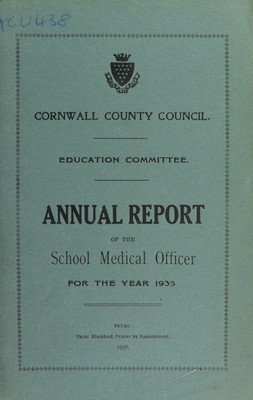 ACU438
CORNWALL COUNTY COUNCIL.
EDUCATION COMMITTEE.
ANNUAL REPORT
OF THE
School Medical Officer
FOR THE YEAR 1935.
TRURO:
Oscar Blackford, Printer by Appointment,
1936.